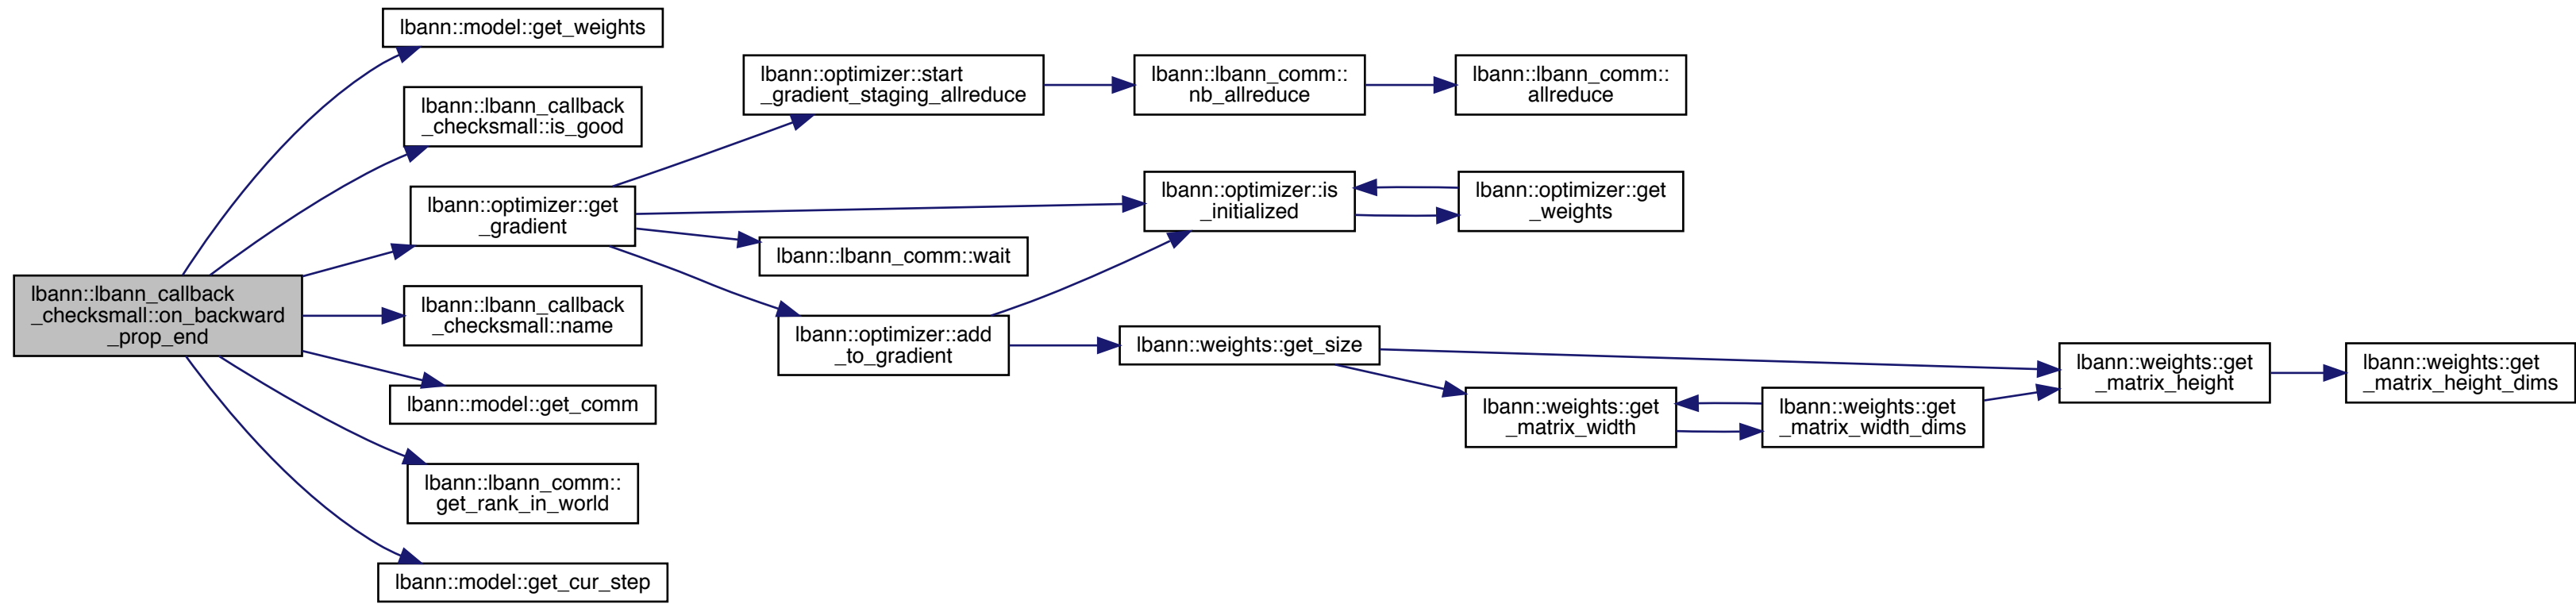 lbann::lbann_callback
_checksmall::on_backward
_prop_end
lbann::model::get_weights
lbann::lbann_callback
_checksmall::is_good
lbann::optimizer::get
_gradient
lbann::lbann_callback
_checksmall::name
lbann::model::get_comm
lbann::lbann_comm::
get_rank_in_world
lbann::model::get_cur_step
lbann::optimizer::start
_gradient_staging_allreduce
lbann::lbann_comm::wait
lbann::optimizer::add
_to_gradient
lbann::lbann_comm::
nb_allreduce
lbann::optimizer::is
_initialized
lbann::weights::get_size
lbann::lbann_comm::
allreduce
lbann::optimizer::get
_weights
lbann::weights::get
_matrix_width
lbann::weights::get
_matrix_width_dims
lbann::weights::get
_matrix_height
lbann::weights::get
_matrix_height_dims